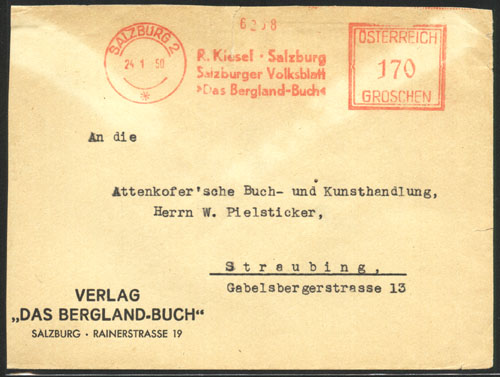 SALZBURG 2
24. 1. 50
R. Kiesel · Salzburg
Salzburger Volksblatt
>Das Bergland-Buch<
ÖSTERREICH
170
GROSCHEN
An die
Attenkofer'sche Buch- und Kunsthandlung,
Herrn W. Pielsticker,
Straubing,
Gabelsbergerstrasse 13
VERLAG
„DAS BERGLAND-BUCH“
SALZBURG · RAINERSTRASSE 19